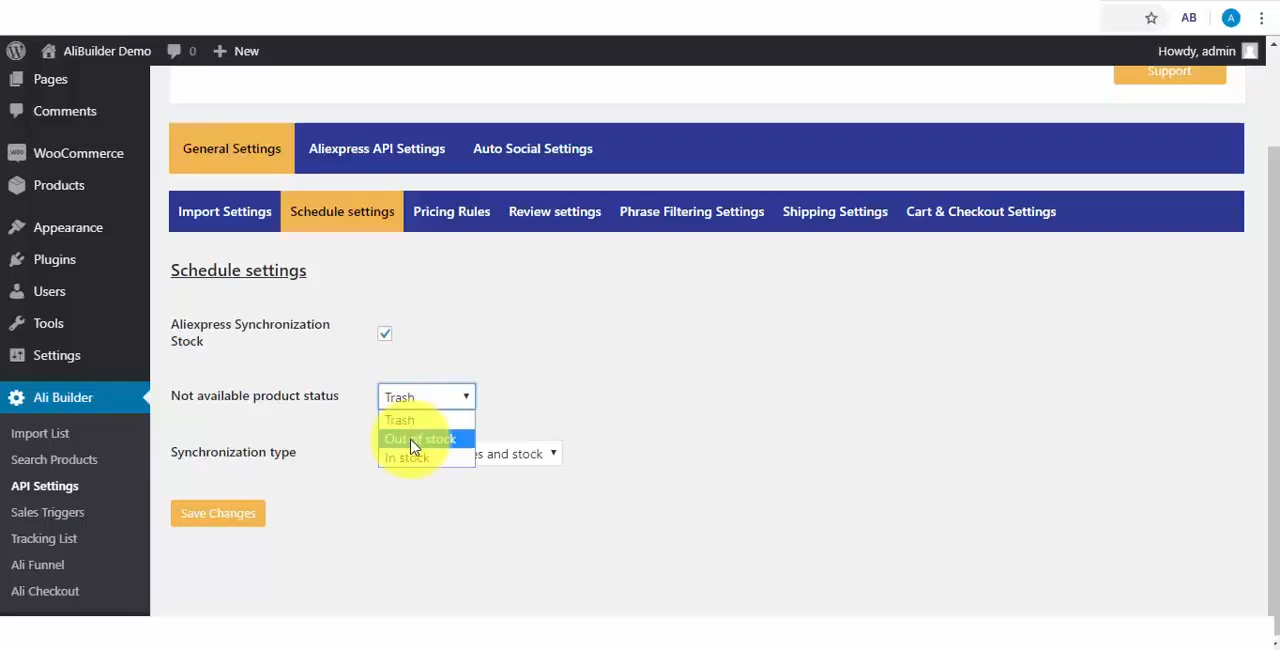 AB
A
AliBuilder Demo
0
New
Howdy, admin
Pages
Comments
WooCommerce
Products
Appearance
Plugins
Users
Tools
Settings
Ali Builder
Import List
Search Products
API Settings
Sales Triggers
Tracking List
Ali Funnel
Ali Checkout
Support
General Settings
Aliexpress API Settings
Auto Social Settings
Import Settings
Schedule settings
Pricing Rules
Review settings
Phrase Filtering Settings
Shipping Settings
Cart & Checkout Settings
Schedule settings
Aliexpress Synchronization
Stock
Not available product status
Trash
Trash
Out of stock
In stock
Synchronization type
and stock
Save Changes